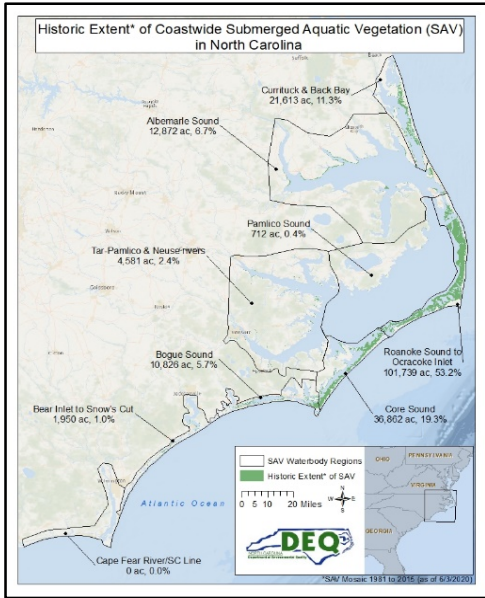 Historic Extent* of Coastwide Submerged Aquatic Vegetation (SAV)
in North Carolina
Currituck & Back Bay
21,613 ac, 11.3%
Albemarle Sound
12,872 ac, 6.7%
Pamlico Sound
712 ac, 0.4%
Tar-Pamlico & Neuse rivers
4,581 ac, 2.4%
Roanoke Sound to
Ocracoke Inlet
101,739 ac, 53.2%
Bogue Sound
10,826 ac, 5.7%
Core Sound
36,862 ac, 19.3%
Bear Inlet to Snow's Cut
1,950 ac, 1.0%
Atlantic Ocean
Cape Fear River/SC Line
0 ac, 0.0%
SAV Waterbody Regions
Historic Extent* of SAV
0 5 10 20 Miles
N
W E
S
DEQ
OHIO
PENNSYLVANIA
VIRGINIA
GEORGIA
*SAV Mosaic 1981 to 2015 (as of 6/3/2020)